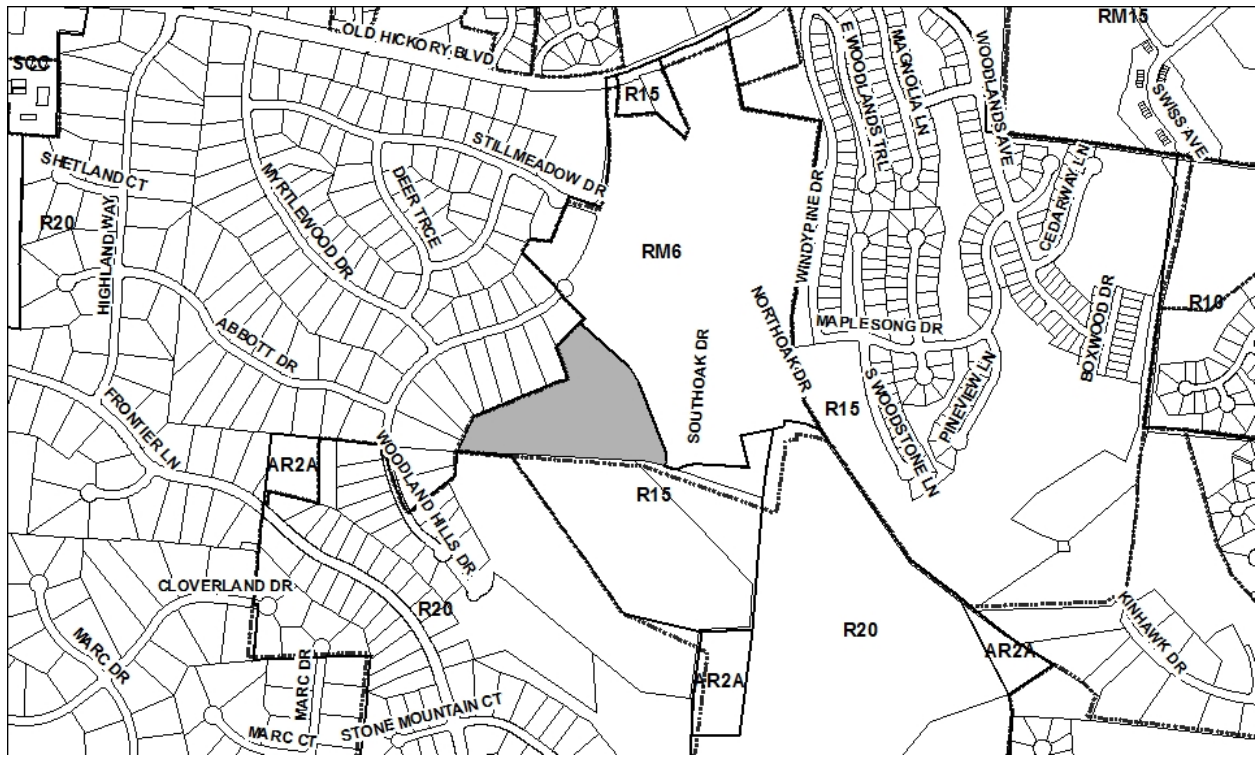 RM15
OLD HICKORY BLVD
E WOODLANDS TRL
MAGNOLIA LN
WOODLANDS AVE
SCC
R15
SWISS AVE
STILLMEADOW DR
SHETLAND CT
DEER TRCE
MYRTLEWOOD DR
CEDARWAY LN
R20
HIGHLAND WAY
RM6
WINDYPINE DR
R10
ABBOTT DR
NORTHOAK DR
MAPLESONG DR
BOXWOOD DR
SOUTHOAK DR
S WOODSTONE LN
PINEVIEW LN
R15
FRONTIER LN
AR2A
WOODLAND HILLS DR
R15
CLOVERLAND DR
R20
R20
KINHAWK DR
MARC DR
MARC DR
AR2A
AR2A
STONE MOUNTAIN CT
MARC CT